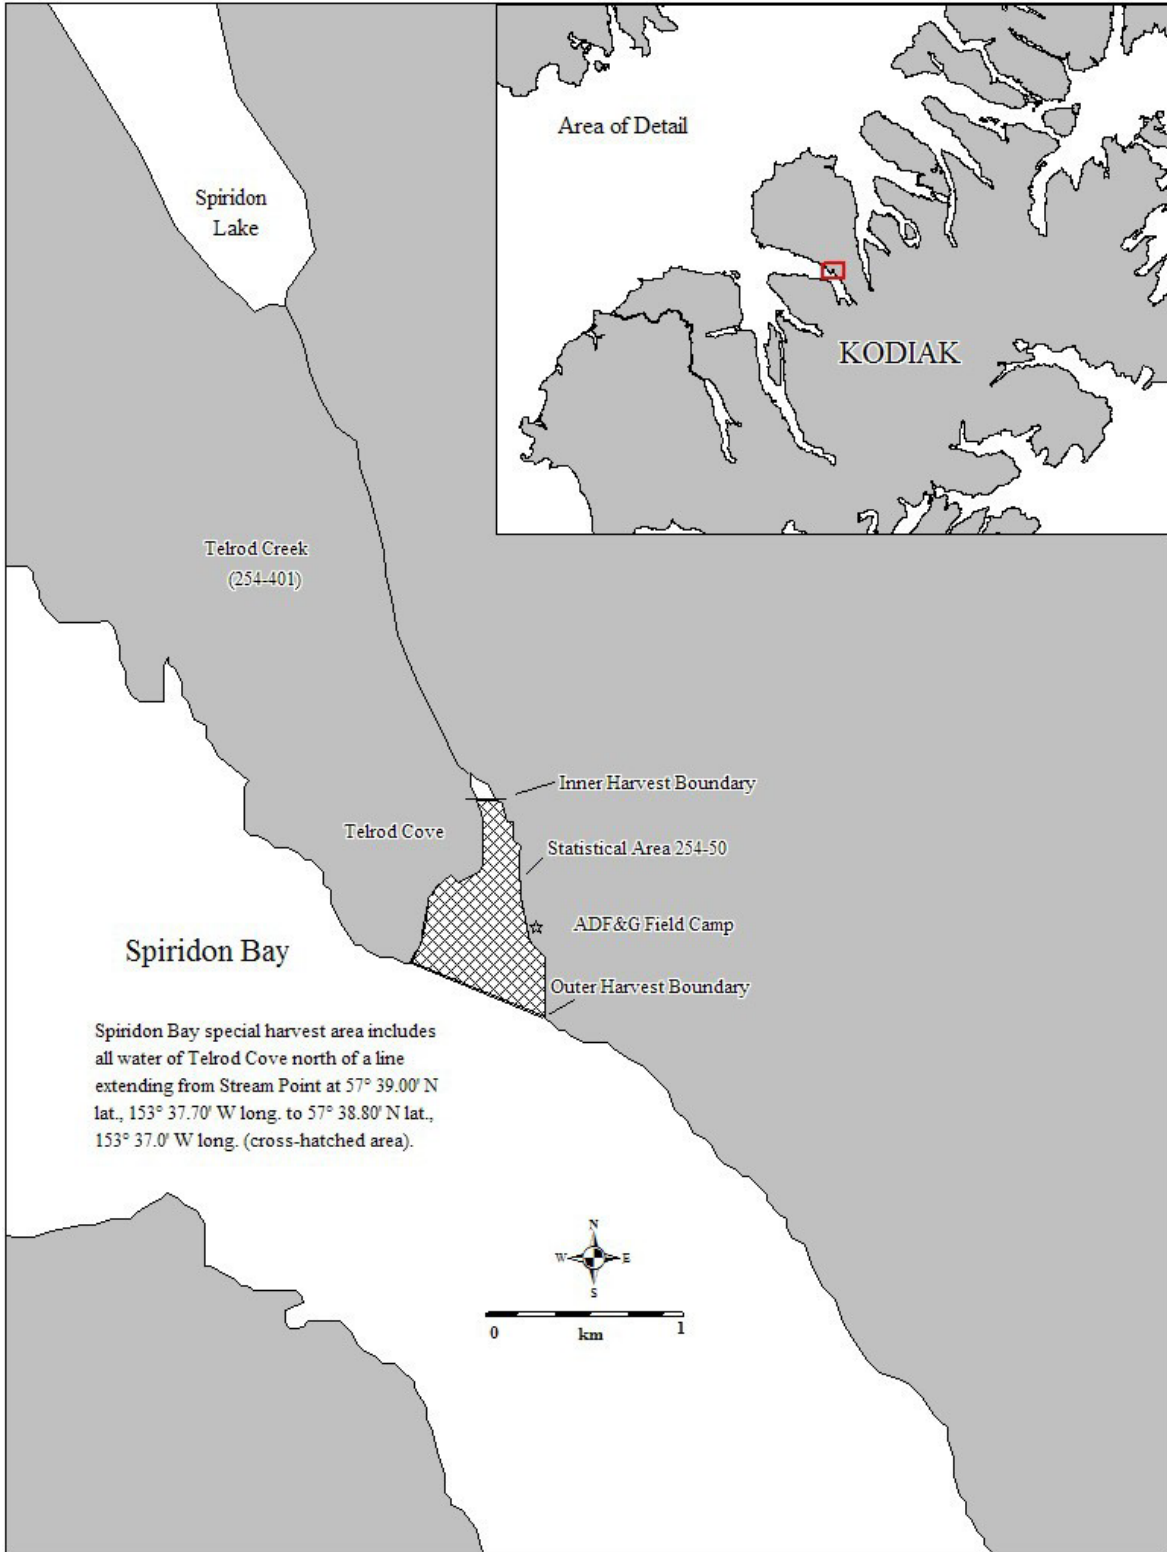 Area of Detail
Spiridon
Lake
KODIAK
Telrod Creek
(254-401)
Inner Harvest Boundary
Telrod Cove
Statistical Area 254-50
ADF&G Field Camp
Spiridon Bay
Outer Harvest Boundary
Spiridon Bay special harvest area includes
all water of Telrod Cove north of a line
extending from Stream Point at 57° 39.00' N
lat., 153° 37.70' W long. to 57° 38.80' N lat.,
153° 37.0' W long. (cross-hatched area).
N
W E
S
0 km 1